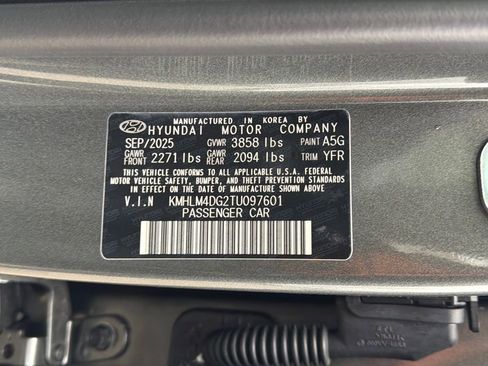 MANUFACTURED IN KOREA BY
HYUNDAI MOTOR COMPANY
SEP/2025 GVWR 3858 lbs PAINT A5G
GAWR FRONT 2271 lbs GAWR REAR 2094 lbs TRIM YFR
THIS VEHICLE CONFORMS TO ALL APPLICABLE U.S.A. FEDERAL
MOTOR VEHICLE SAFETY, BUMPER, AND THEFT
PREVENTION STANDARDS IN EFFECT ON THE DATE OF
MANUFACTURE SHOWN ABOVE.
V.I.N KMHLM4DG2TU097601
PASSENGER CAR